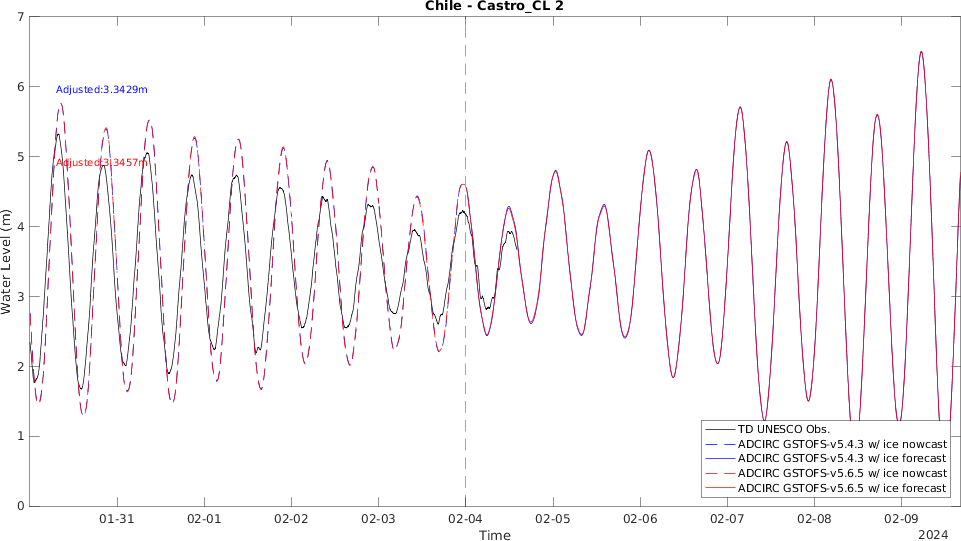 Chile - Castro_CL 2
7
6
5
4
3
2
1
0
Water Level (m)
Adjusted:3.3429m
Adjusted:3.3457m
TD UNESCO Obs.
ADCIRC GSTOFS-v5.4.3 w/ ice nowcast
ADCIRC GSTOFS-v5.4.3 w/ ice forecast
ADCIRC GSTOFS-v5.6.5 w/ ice nowcast
ADCIRC GSTOFS-v5.6.5 w/ ice forecast
01-31 02-01 02-02 02-03 02-04 02-05 02-06 02-07 02-08 02-09
Time
2024